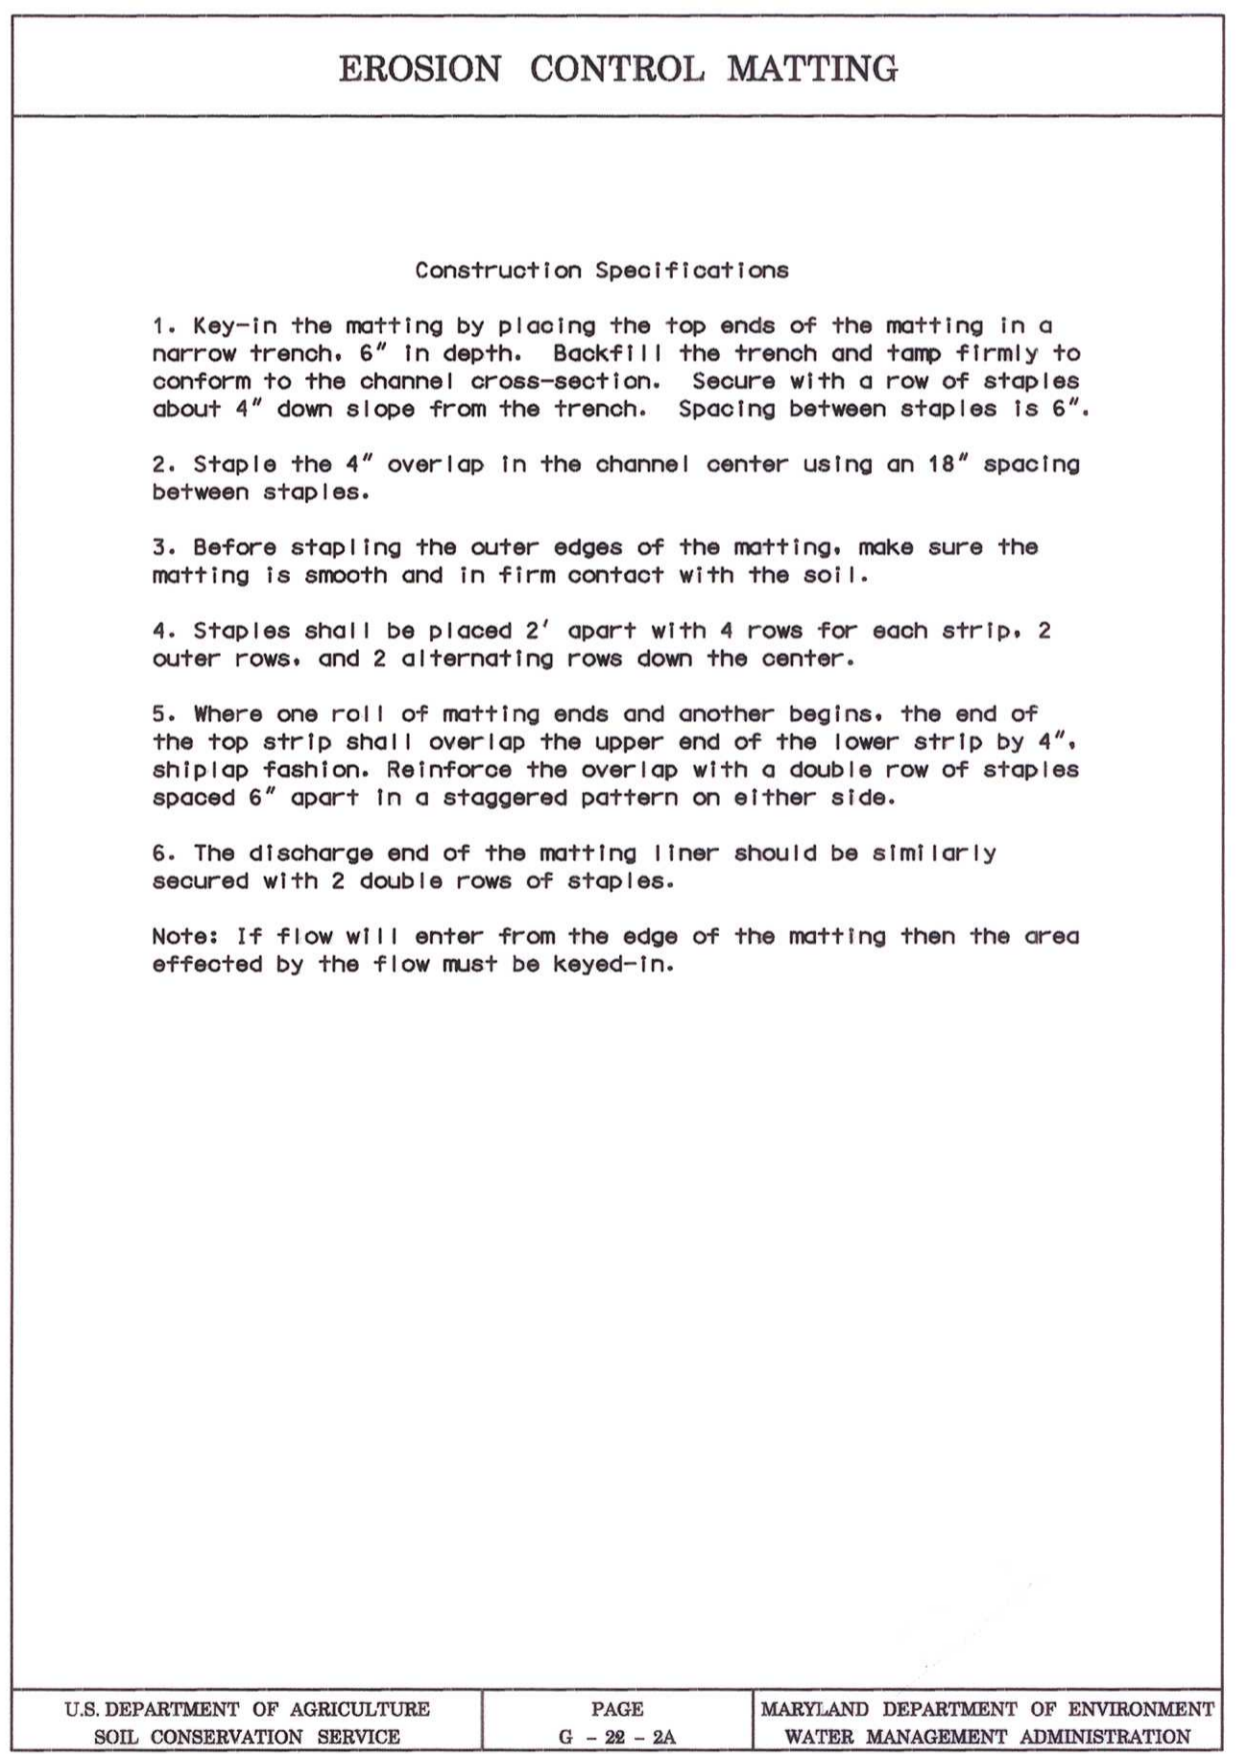 EROSION CONTROL MATTING
Construction Specifications
1. Key-in the matting by placing the top ends of the matting in a
narrow trench, 6" in depth. Backfill the trench and tamp firmly to
conform to the channel cross-section. Secure with a row of staples
about 4" down slope from the trench. Spacing between staples is 6".
2. Staple the 4" overlap in the channel center using an 18" spacing
between staples.
3. Before stapling the outer edges of the matting, make sure the
matting is smooth and in firm contact with the soil.
4. Staples shall be placed 2' apart with 4 rows for each strip, 2
outer rows, and 2 alternating rows down the center.
5. Where one roll of matting ends and another begins, the end of
the top strip shall overlap the upper end of the lower strip by 4",
shiplap fashion. Reinforce the overlap with a double row of staples
spaced 6" apart in a staggered pattern on either side.
6. The discharge end of the matting liner should be similarly
secured with 2 double rows of staples.
Note: If flow will enter from the edge of the matting then the area
effected by the flow must be keyed-in.
U.S. DEPARTMENT OF AGRICULTURE
SOIL CONSERVATION SERVICE
PAGE
G - 22 - 2A
MARYLAND DEPARTMENT OF ENVIRONMENT
WATER MANAGEMENT ADMINISTRATION